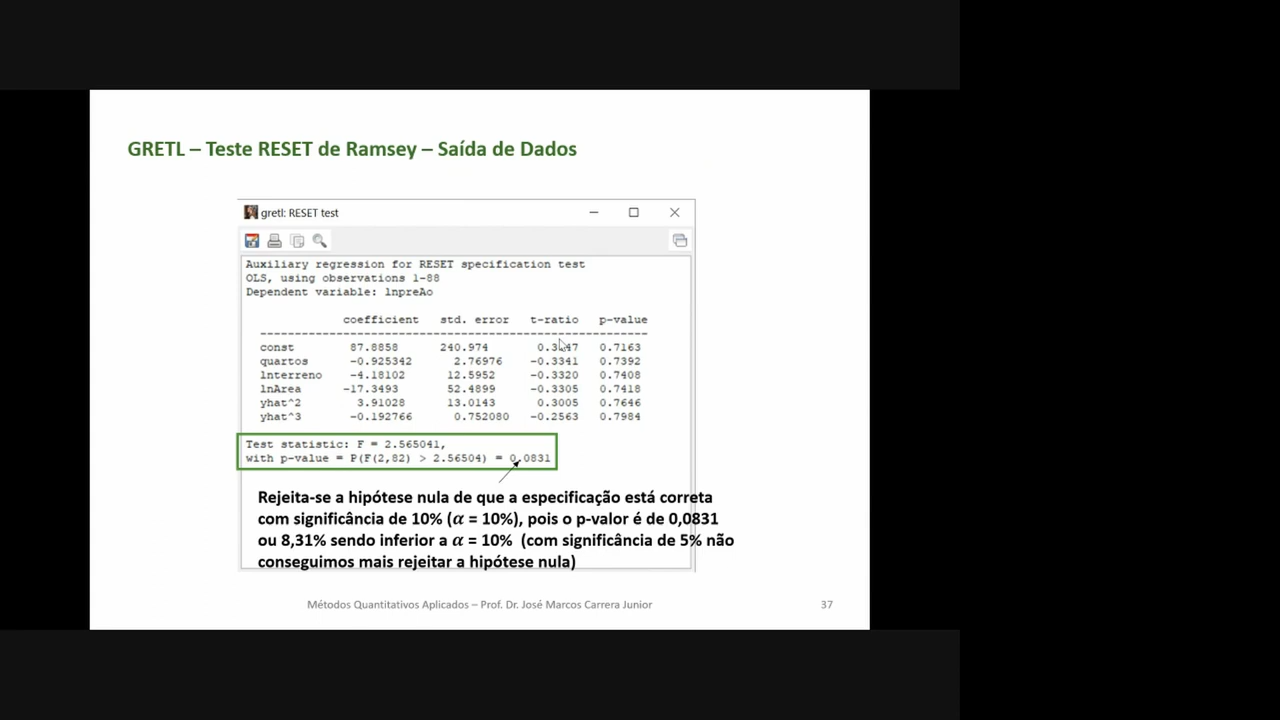 GRETL – Teste RESET de Ramsey – Saída de Dados
gretl: RESET test
Auxiliary regression for RESET specification test
OLS, using observations 1-88
Dependent variable: lnpreAo
coefficient std. error t-ratio p-value
const 87.8858 240.974 0.7163
quartos -0.925342 2.76976 -0.3341 0.7392
lnterreno -4.18102 12.5952 -0.3320 0.7408
lnArea -17.3493 52.4899 -0.3305 0.7418
yhat^2 3.91028 13.0143 0.3005 0.7646
yhat^3 -0.192766 0.752080 -0.2563 0.7984
Test statistic: F = 2.565041,
with p-value = P(F(2,82) > 2.56504) = 0.0831
Rejeita-se a hipótese nula de que a especificação está correta
com significância de 10% (α = 10%), pois o p-valor é de 0,0831
ou 8,31% sendo inferior a α = 10% (com significância de 5% não
conseguimos mais rejeitar a hipótese nula)
Métodos Quantitativos Aplicados – Prof. Dr. José Marcos Carrera Junior 37